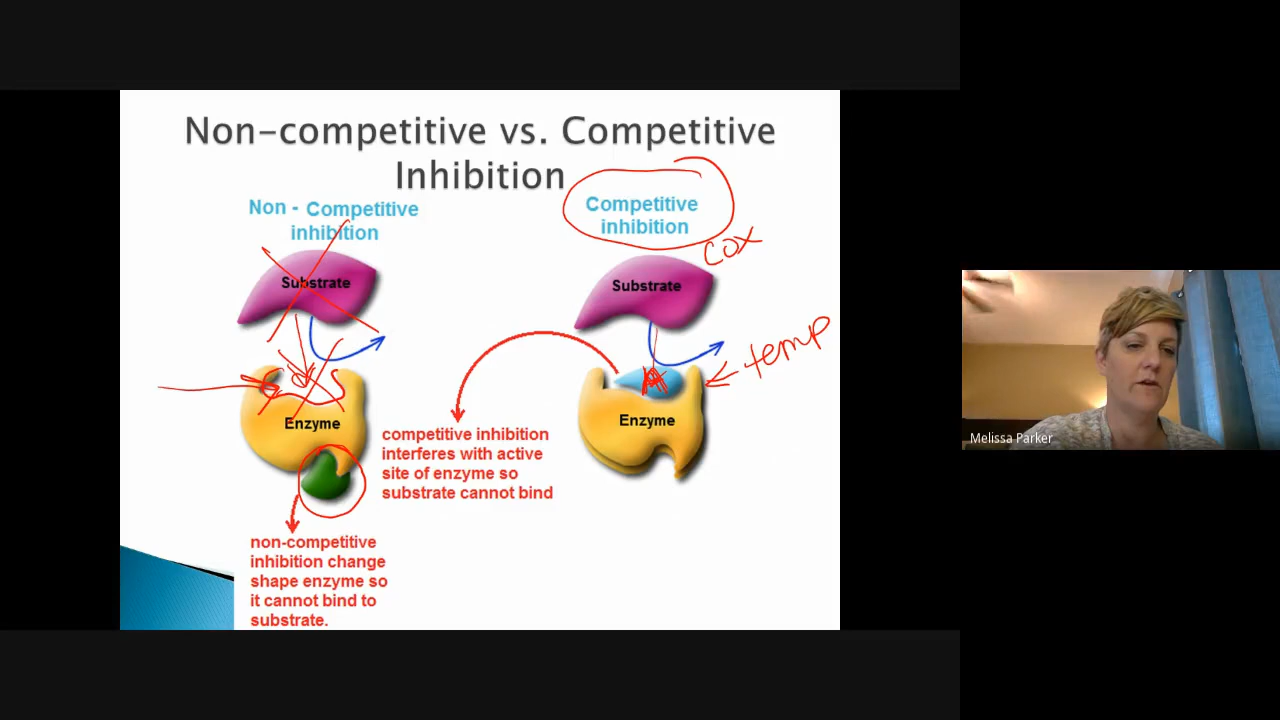 Non-competitive vs. Competitive
Inhibition
Non - Competitive
inhibition
Substrate
Enzyme
non-competitive
inhibition change
shape enzyme so
it cannot bind to
substrate.
competitive inhibition
interferes with active
site of enzyme so
substrate cannot bind
Competitive
inhibition
cox
Substrate
temp
Enzyme
Melissa Parker